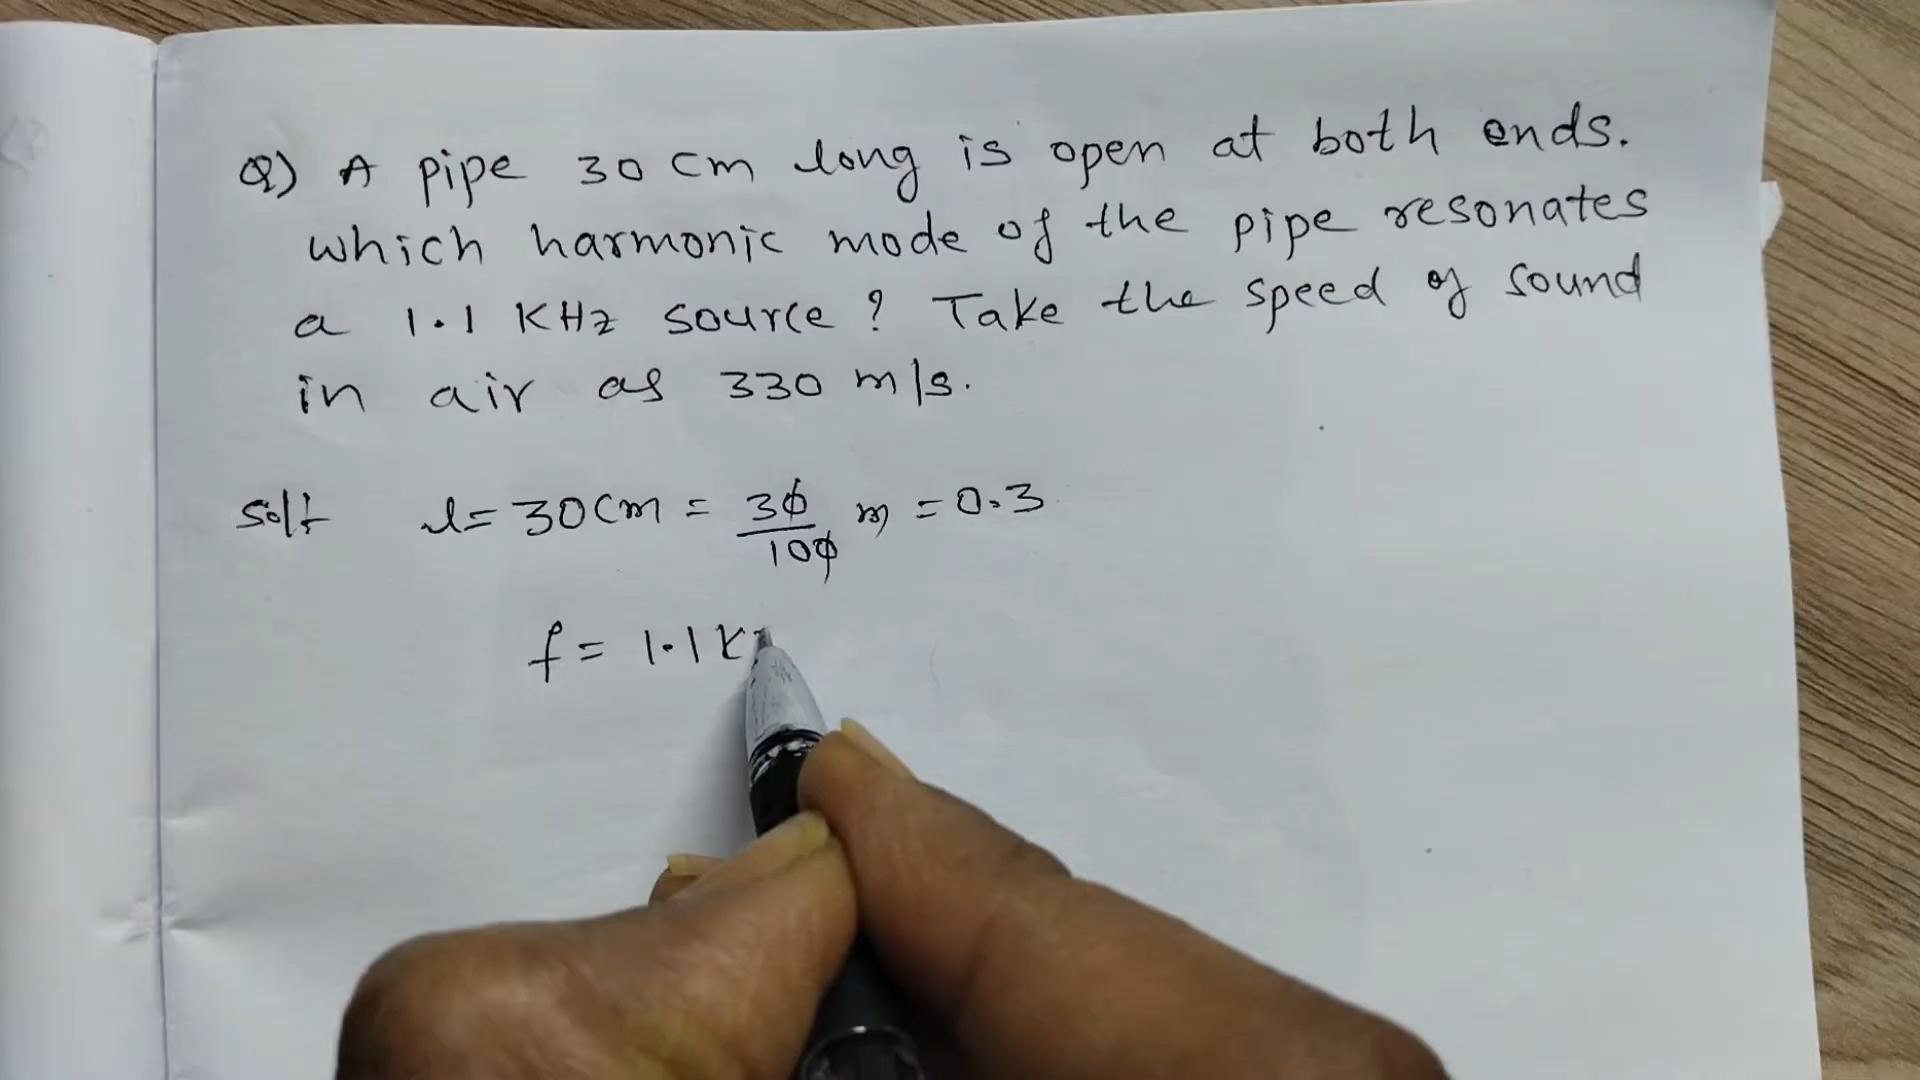 Q) A pipe 30 cm long is open at both ends.
which harmonic mode of the pipe resonates
a 1.1 KHz source? Take the speed of sound
in air as 330 m/s.
Sol:- l = 30cm = 30/100 m = 0.3
f = 1.1 K